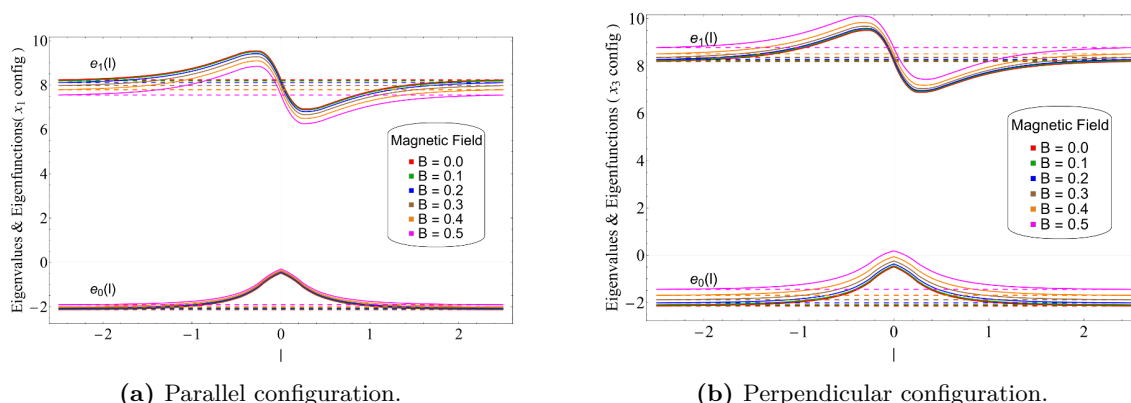 Eigenvalues & Eigenfunctions( x₁ config)
10
8
6
4
2
0
−2
e₁(l)
e₀(l)
Magnetic Field
B = 0.0
B = 0.1
B = 0.2
B = 0.3
B = 0.4
B = 0.5
−2 −1 0 1 2
l
(a) Parallel configuration.
Eigenvalues & Eigenfunctions( x₃ config)
10
8
6
4
2
0
−2
e₁(l)
e₀(l)
Magnetic Field
B = 0.0
B = 0.1
B = 0.2
B = 0.3
B = 0.4
B = 0.5
−2 −1 0 1 2
l
(b) Perpendicular configuration.